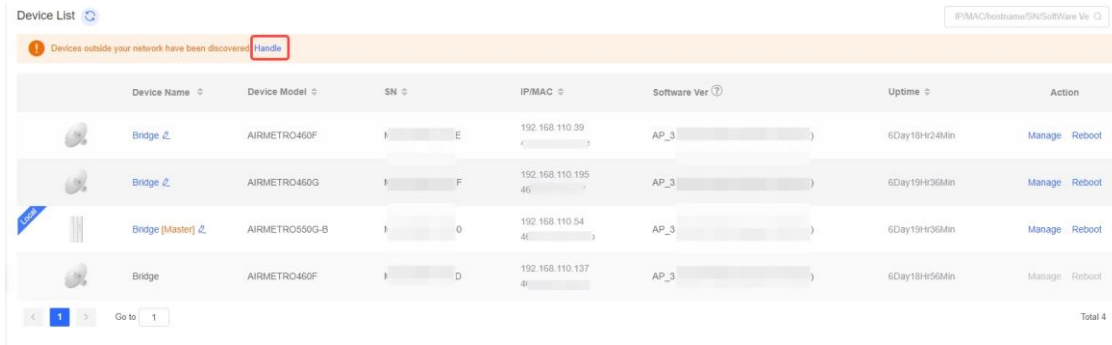 Device List
IP/MAC/hostname/SN/SoftWare Ve
Devices outside your network have been discovered Handle
Device Name Device Model SN IP/MAC Software Ver Uptime Action
192.168.110.39
Bridge AIRMETRO460F E AP_3 ) 6Day18Hr24Min Manage Reboot
192.168.110.195
Bridge AIRMETRO460G F AP_3 ) 6Day19Hr36Min Manage Reboot
46
Local
192.168.110.54
Bridge [Master] AIRMETRO550G-B 0 AP_3 ) 6Day19Hr36Min Manage Reboot
192.168.110.137
Bridge AIRMETRO460F D AP_3 ) 6Day18Hr56Min Manage Reboot
< 1 > Go to 1 Total 4